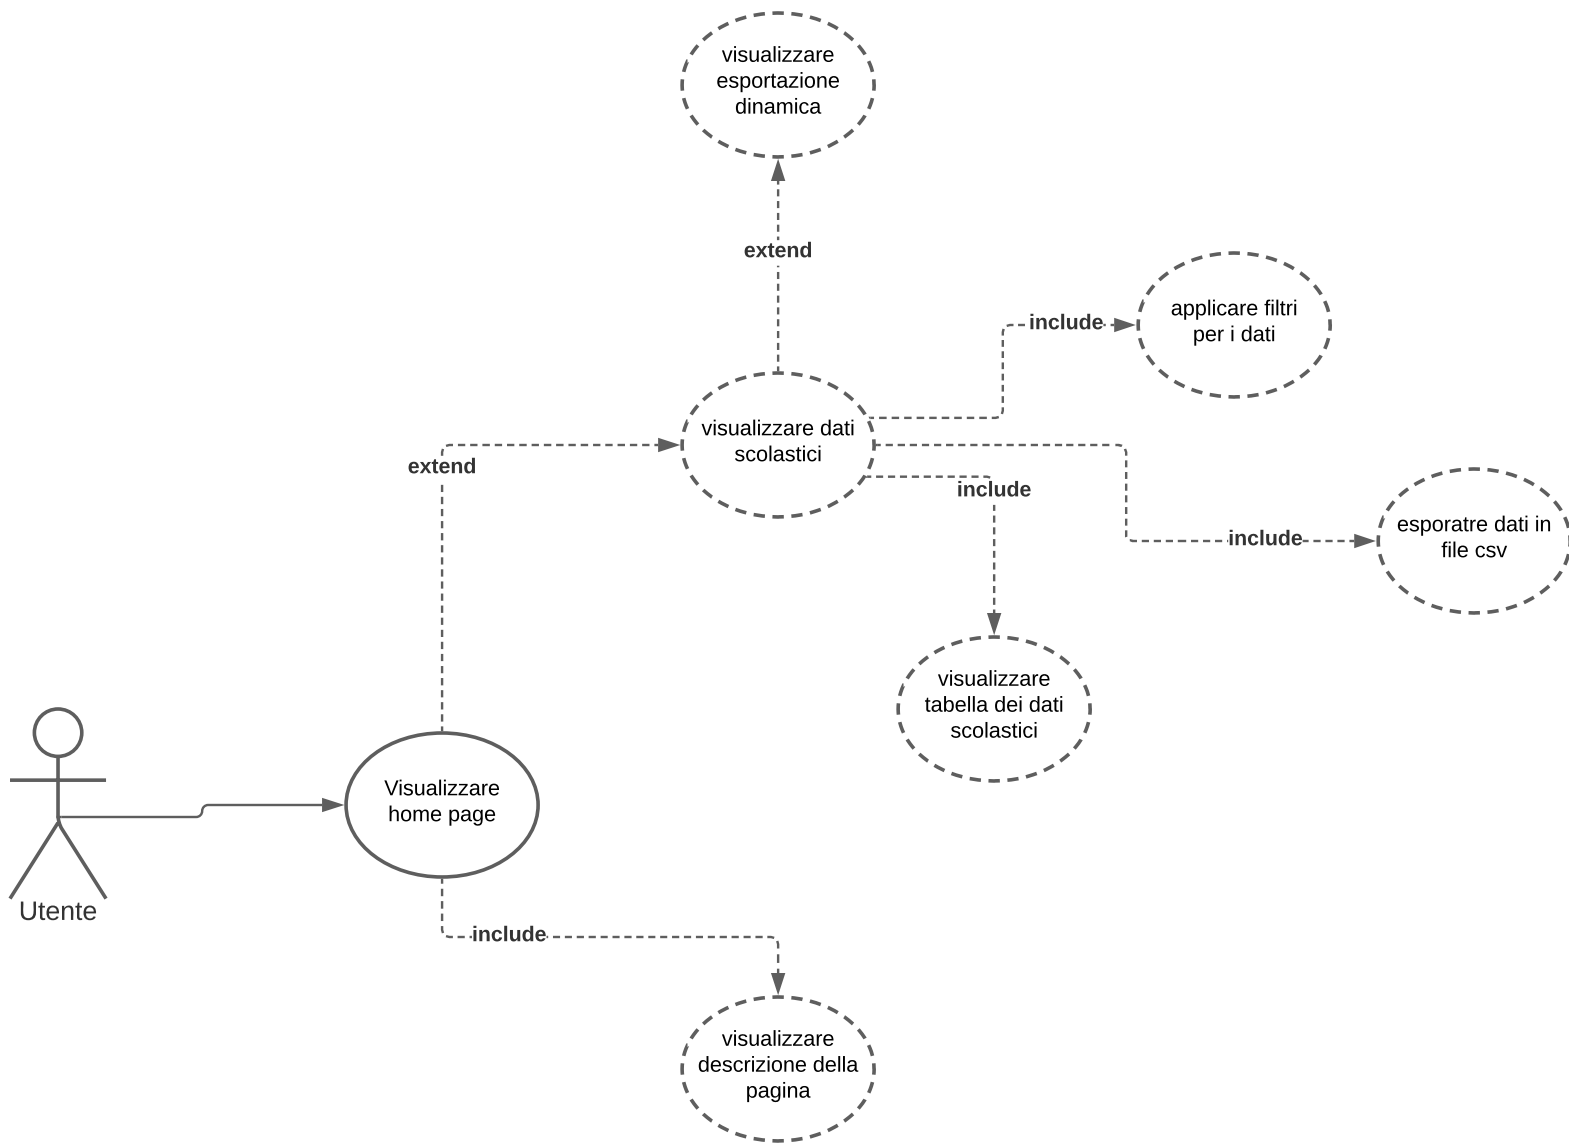 visualizzare
esportazione
dinamica
extend
include
applicare filtri
per i dati
visualizzare dati
scolastici
extend
include
esporatre dati in
file csv
include
visualizzare
tabella dei dati
scolastici
Visualizzare
home page
Utente
include
visualizzare
descrizione della
pagina